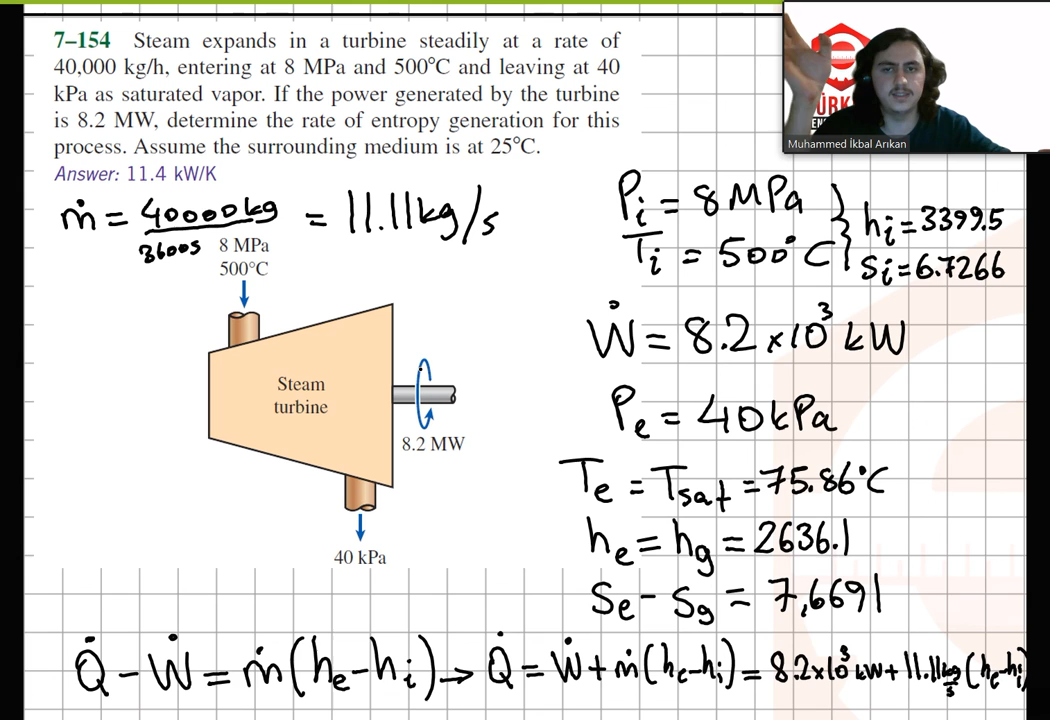 7–154 Steam expands in a turbine steadily at a rate of
40,000 kg/h, entering at 8 MPa and 500°C and leaving at 40
kPa as saturated vapor. If the power generated by the turbine
is 8.2 MW, determine the rate of entropy generation for this
process. Assume the surrounding medium is at 25°C.
Answer: 11.4 kW/K
Muhammed İkbal Arıkan
ṁ = 40000kg / 3600s = 11.11kg/s
8 MPa
500°C
Steam
turbine
8.2 MW
40 kPa
Pi = 8 MPa
Ti = 500°C
hi = 3399.5
si = 6.7266
Ẇ = 8.2×10³ kW
Pe = 40kPa
Te = Tsat = 75.86°C
he = hg = 2636.1
Se - Sg = 7,6691
Q̇ - Ẇ = ṁ(he-hi) → Q̇ = Ẇ + ṁ(he-hi) = 8.2×10³ kW + 11.11kg/s (he-hi)